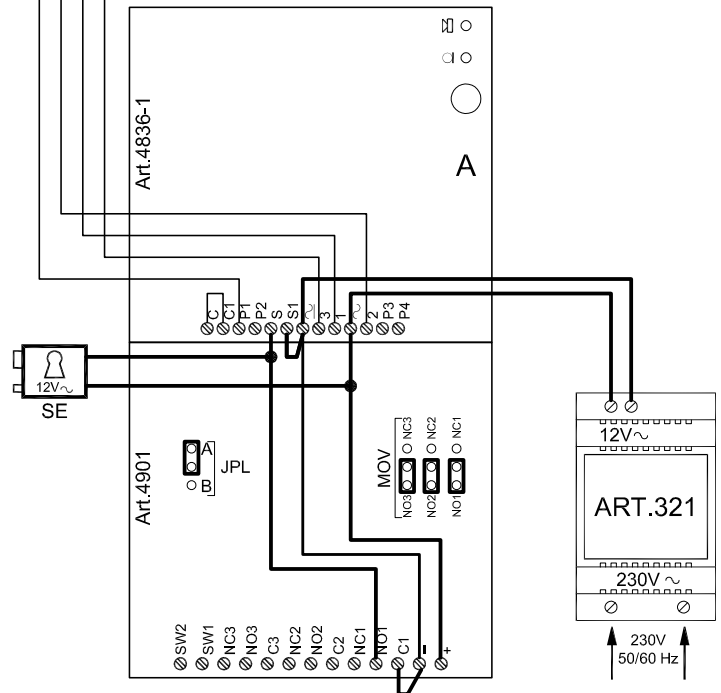 Art.4836-1
A
C
C1
P1
P2
S
S1
3
1
2
P3
P4
12V~
SE
Art.4901
A
B
JPL
MOV
NC3
NC2
NC1
NO3
NO2
NO1
SW2
SW1
NC3
NO3
C3
NC2
NO2
C2
NC1
NO1
C1
-
+
12V~
ART.321
230V ~
230V
50/60 Hz